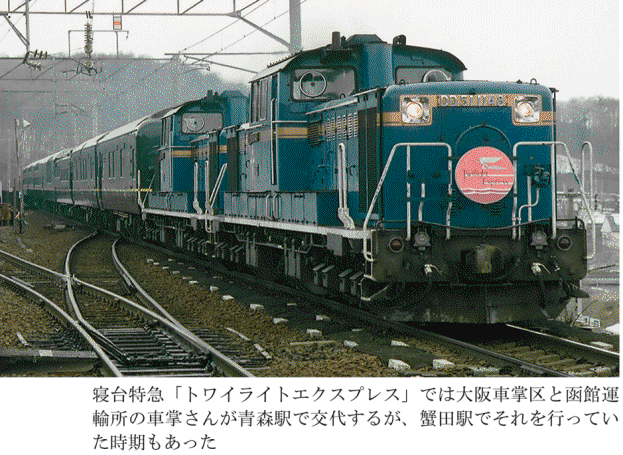 寝台特急「トワイライトエクスプレス」では大阪車掌区と函館運
輸所の車掌さんが青森駅で交代するが、蟹田駅でそれを行ってい
た時期もあった